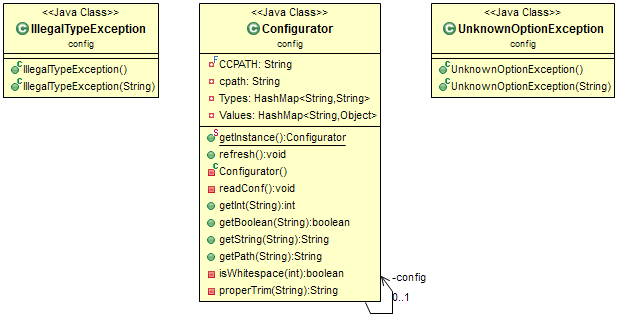 <<Java Class>>
IllegalTypeException
config
IllegalTypeException()
IllegalTypeException(String)
<<Java Class>>
Configurator
config
CCPATH: String
cpath: String
Types: HashMap<String,String>
Values: HashMap<String,Object>
getInstance():Configurator
refresh():void
Configurator()
readConf():void
getInt(String):int
getBoolean(String):boolean
getString(String):String
getPath(String):String
isWhitespace(int):boolean
properTrim(String):String
-config
0..1
<<Java Class>>
UnknownOptionException
config
UnknownOptionException()
UnknownOptionException(String)